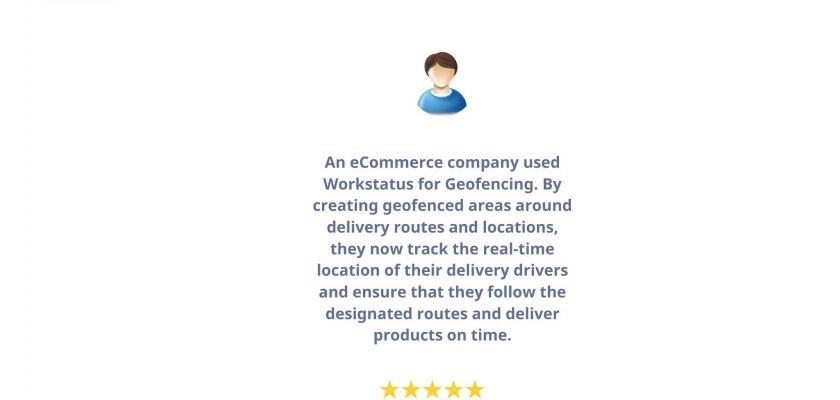 An eCommerce company used
Workstatus for Geofencing. By
creating geofenced areas around
delivery routes and locations,
they now track the real-time
location of their delivery drivers
and ensure that they follow the
designated routes and deliver
products on time.